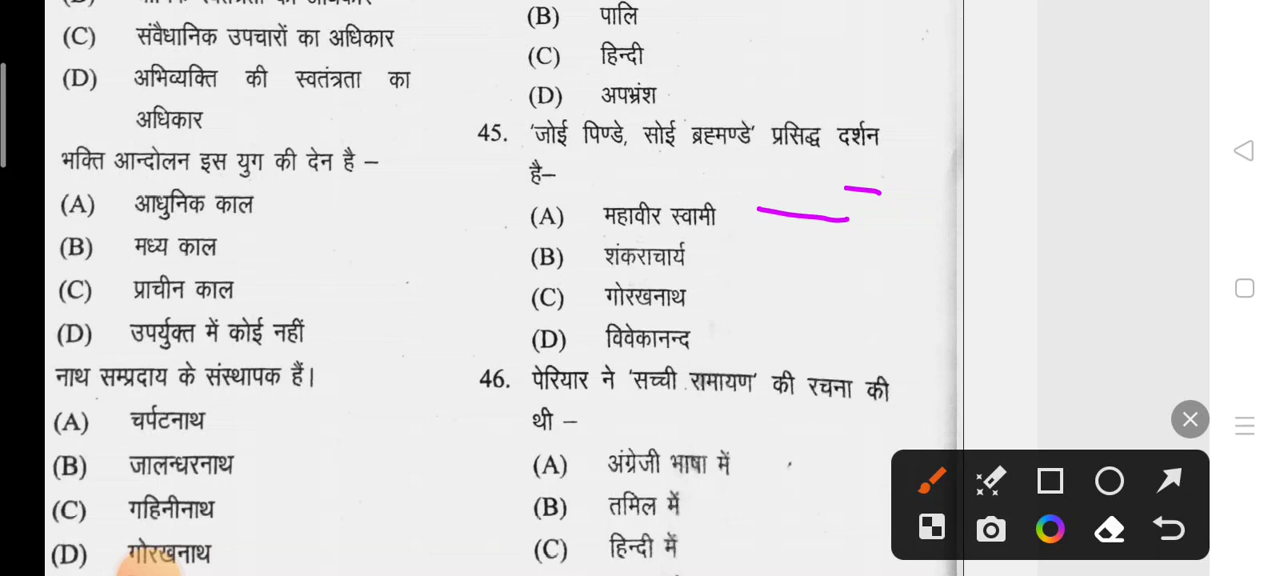 (C) संवैधानिक उपचारों का अधिकार
(D) अभिव्यक्ति की स्वतंत्रता का
अधिकार
भक्ति आन्दोलन इस युग की देन है –
(A) आधुनिक काल
(B) मध्य काल
(C) प्राचीन काल
(D) उपर्युक्त में कोई नहीं
नाथ सम्प्रदाय के संस्थापक हैं।
(A) चर्पटनाथ
(B) जालन्धरनाथ
(C) गहिनीनाथ
(D) गोरखनाथ
(B) पालि
(C) हिन्दी
(D) अपभ्रंश
45. 'जोई पिण्डे, सोई ब्रह्मण्डे' प्रसिद्ध दर्शन
है–
(A) महावीर स्वामी
(B) शंकराचार्य
(C) गोरखनाथ
(D) विवेकानन्द
46. पेरियार ने 'सच्ची रामायण' की रचना की
थी –
(A) अंग्रेजी भाषा में
(B) तमिल में
(C) हिन्दी में